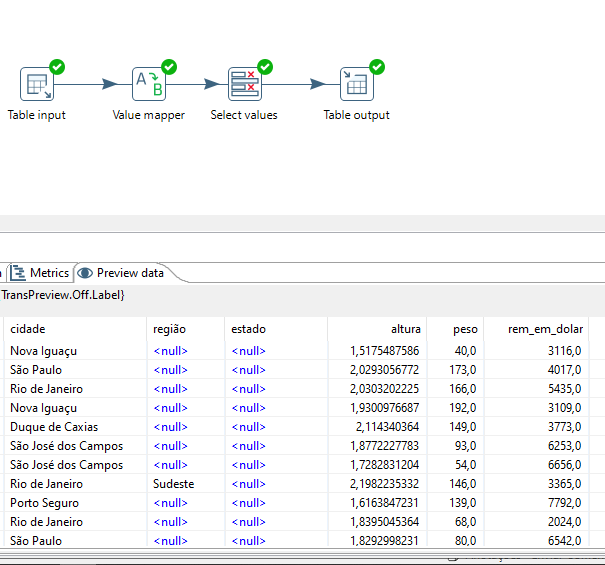 A
B
Table input Value mapper Select values Table output
Metrics Preview data
TransPreview.Off.Label}
cidade região estado altura peso rem_em_dolar
Nova Iguaçu <null> <null> 1,5175487586 40,0 3116,0
São Paulo <null> <null> 2,0293056772 173,0 4017,0
Rio de Janeiro <null> <null> 2,0303202225 166,0 5435,0
Nova Iguaçu <null> <null> 1,9300976687 192,0 3109,0
Duque de Caxias <null> <null> 2,114340364 149,0 3773,0
São José dos Campos <null> <null> 1,8772227783 93,0 6253,0
São José dos Campos <null> <null> 1,7282831204 54,0 6656,0
Rio de Janeiro Sudeste <null> 2,1982235332 146,0 3365,0
Porto Seguro <null> <null> 1,6163847231 139,0 7792,0
Rio de Janeiro <null> <null> 1,8395045364 68,0 2024,0
São Paulo <null> <null> 1,8292998231 80,0 6542,0